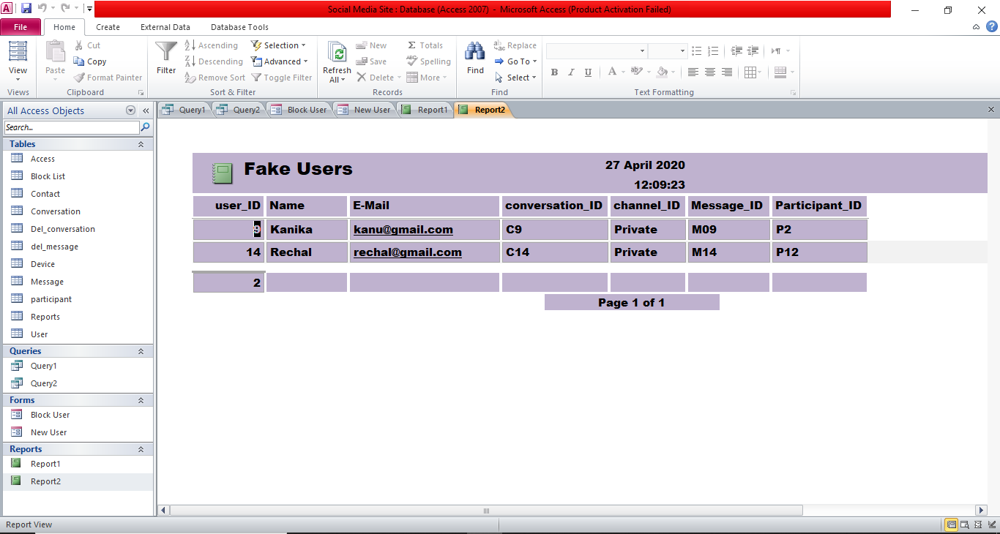 Social Media Site : Database (Access 2007) - Microsoft Access (Product Activation Failed)
File Home Create External Data Database Tools
View
Views
Paste
Cut
Copy
Format Painter
Clipboard
Filter
Ascending
Descending
Remove Sort
Selection
Advanced
Toggle Filter
Sort & Filter
Refresh
All
New
Save
Delete
Totals
Spelling
More
Records
Find
Replace
Go To
Select
Find
B I U A
Text Formatting
All Access Objects
Search...
Tables
Access
Block List
Contact
Conversation
Del_conversation
del_message
Device
Message
participant
Reports
User
Queries
Query1
Query2
Forms
Block User
New User
Reports
Report1
Report2
Query1 Query2 Block User New User Report1 Report2
Fake Users
27 April 2020
12:09:23
user_ID Name E-Mail conversation_ID channel_ID Message_ID Participant_ID
9 Kanika kanu@gmail.com C9 Private M09 P2
14 Rechal rechal@gmail.com C14 Private M14 P12
2
Page 1 of 1
Report View